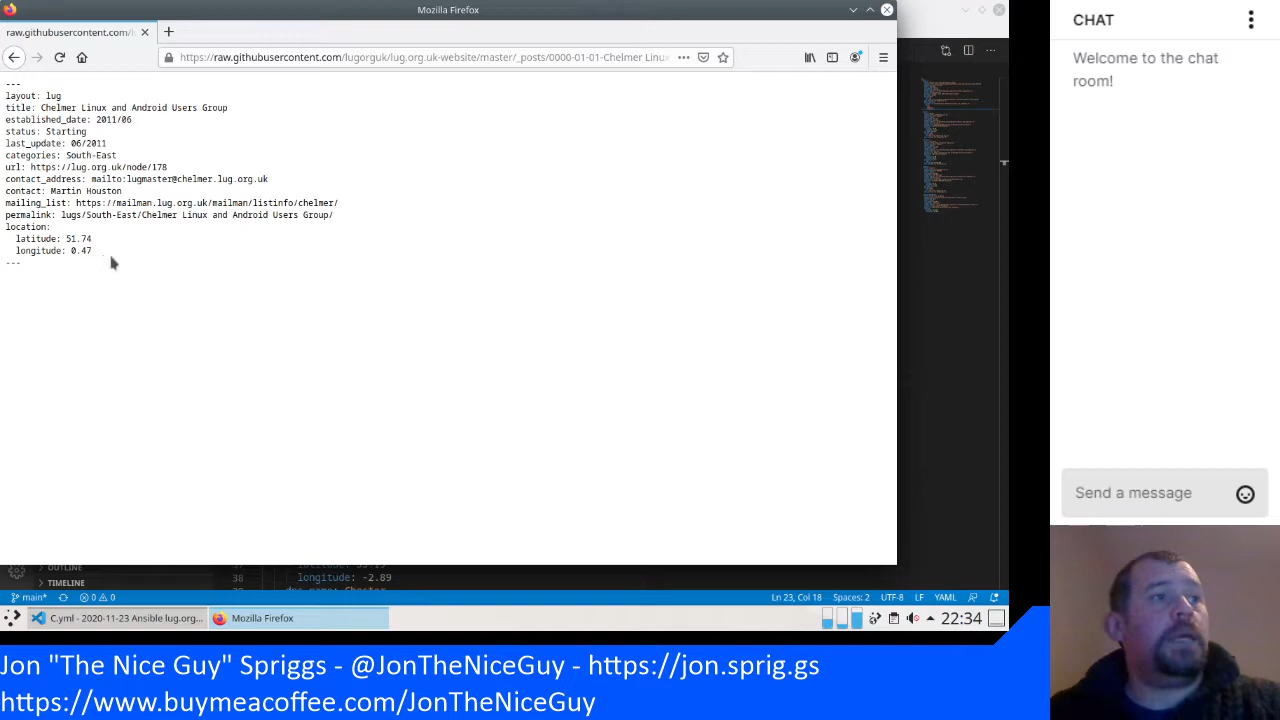 Mozilla Firefox
raw.githubusercontent.com/l
https://raw.githubusercontent.com/lugorguk/lug.org.uk-website/master/_posts/0000-01-01-Chelmer Linux
---
layout: lug
title: Chelmer Linux and Android Users Group
established_date: 2011/06
status: Starting
last_update: 06/2011
categories: South-East
url: https://lug.org.uk/node/178
contact_address: mailto:lugmaster@chelmer.lug.org.uk
contact: Martin Houston
mailing_list: https://mailman.lug.org.uk/mailman/listinfo/chelmer
permalink: lugs/South-East/Chelmer Linux and Android Users Group/
location:
latitude: 51.74
longitude: 0.47
---
OUTLINE
TIMELINE
38 longitude: -2.89
main* 0 0 Ln 23, Col 18 Spaces: 2 UTF-8 LF YAML
C.yml - 2020-11-23 Ansible lug.org... Mozilla Firefox 22:34
CHAT
Welcome to the chat
room!
Send a message
Jon "The Nice Guy" Spriggs - @JonTheNiceGuy - https://jon.sprig.gs
https://www.buymeacoffee.com/JonTheNiceGuy